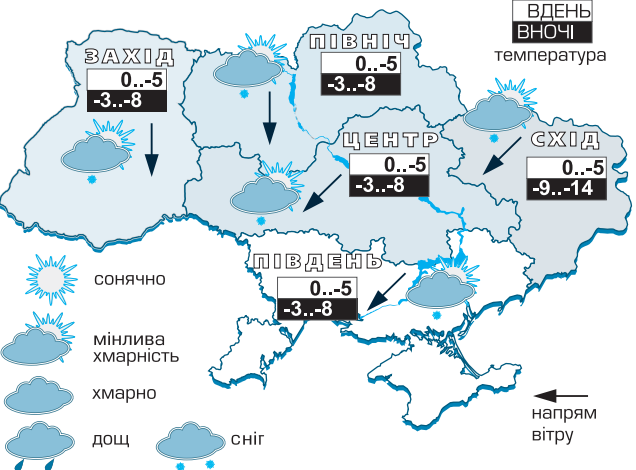 ВДЕНЬ
ВНОЧІ
температура
ЗАХІД
0..-5
-3..-8
ПІВНІЧ
0..-5
-3..-8
ЦЕНТР
0..-5
-3..-8
СХІД
0..-5
-9..-14
ПІВДЕНЬ
0..-5
-3..-8
сонячно
мінлива
хмарність
хмарно
дощ
сніг
напрям
вітру